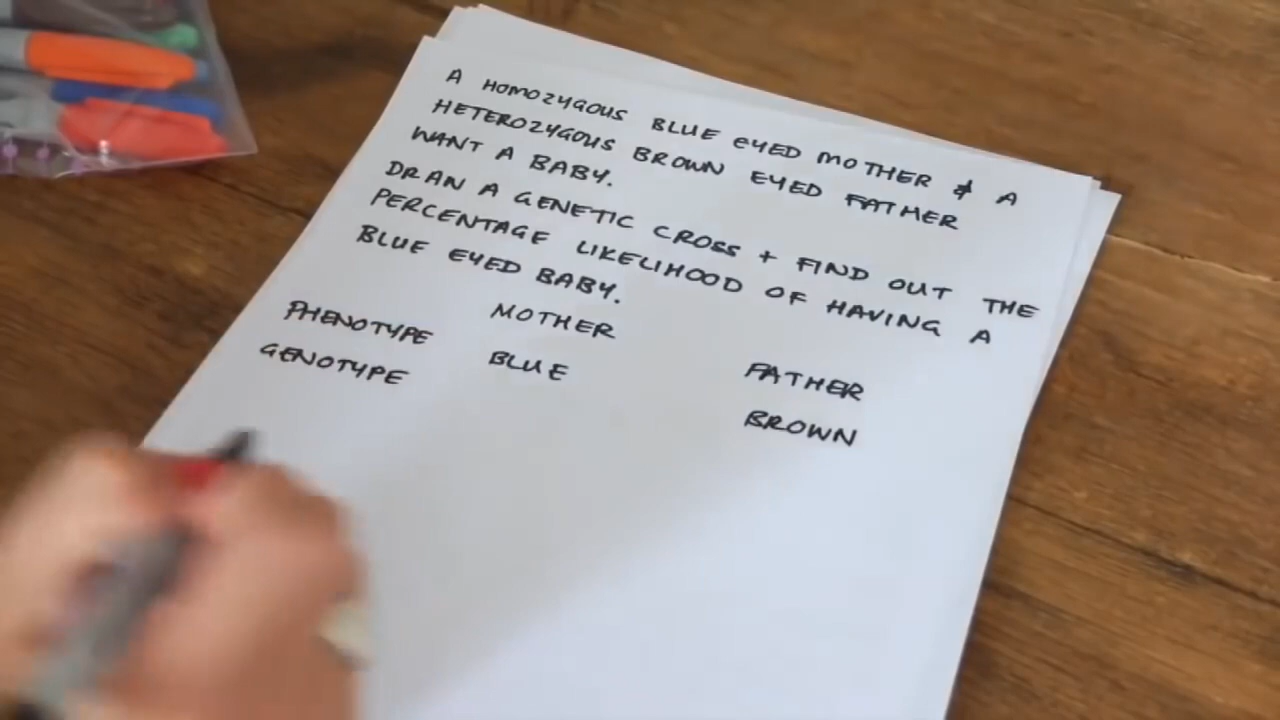 A HOMOZYGOUS BLUE EYED MOTHER & A
HETEROZYGOUS BROWN EYED FATHER
WANT A BABY.
DRAN A GENETIC CROSS + FIND OUT THE
PERCENTAGE LIKELIHOOD OF HAVING A
BLUE EYED BABY.
MOTHER FATHER
PHENOTYPE BLUE BROWN
GENOTYPE